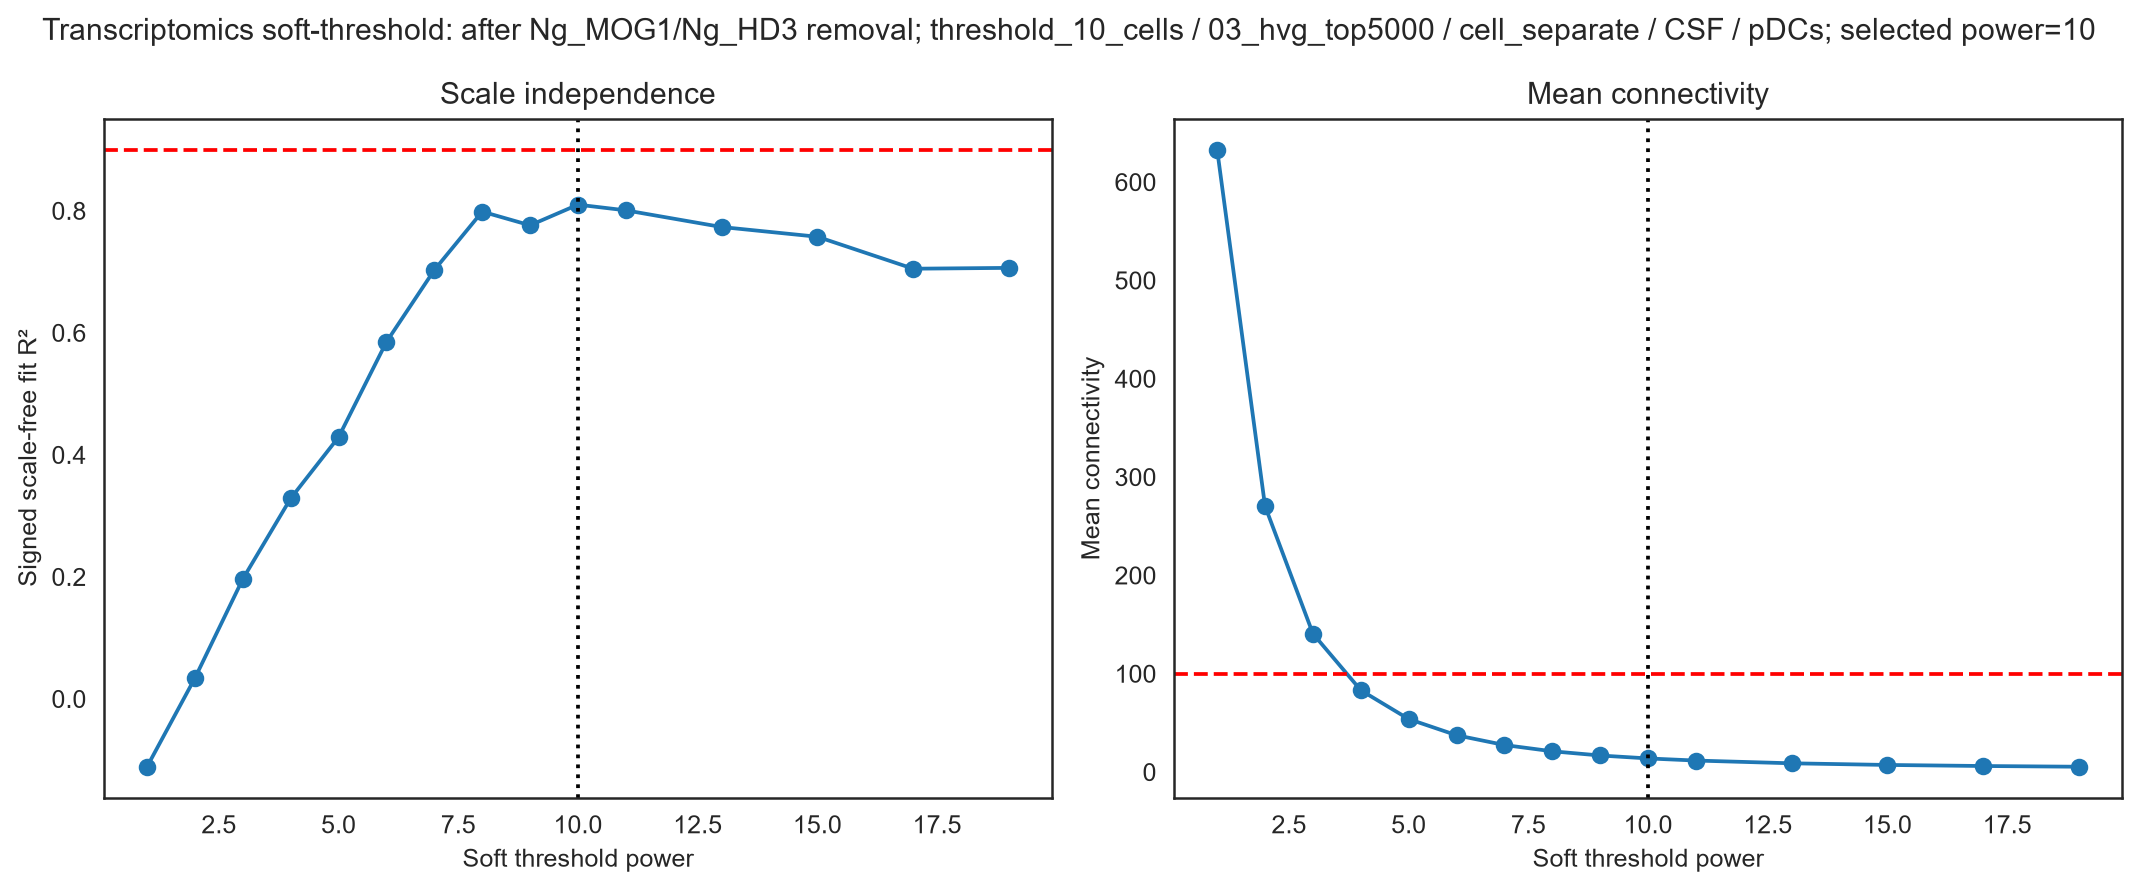 Transcriptomics soft-threshold: after Ng_MOG1/Ng_HD3 removal; threshold_10_cells / 03_hvg_top5000 / cell_separate / CSF / pDCs; selected power=10
Scale independence
Signed scale-free fit R²
0.8
0.6
0.4
0.2
0.0
2.5 5.0 7.5 10.0 12.5 15.0 17.5
Soft threshold power
Mean connectivity
Mean connectivity
600
500
400
300
200
100
0
2.5 5.0 7.5 10.0 12.5 15.0 17.5
Soft threshold power